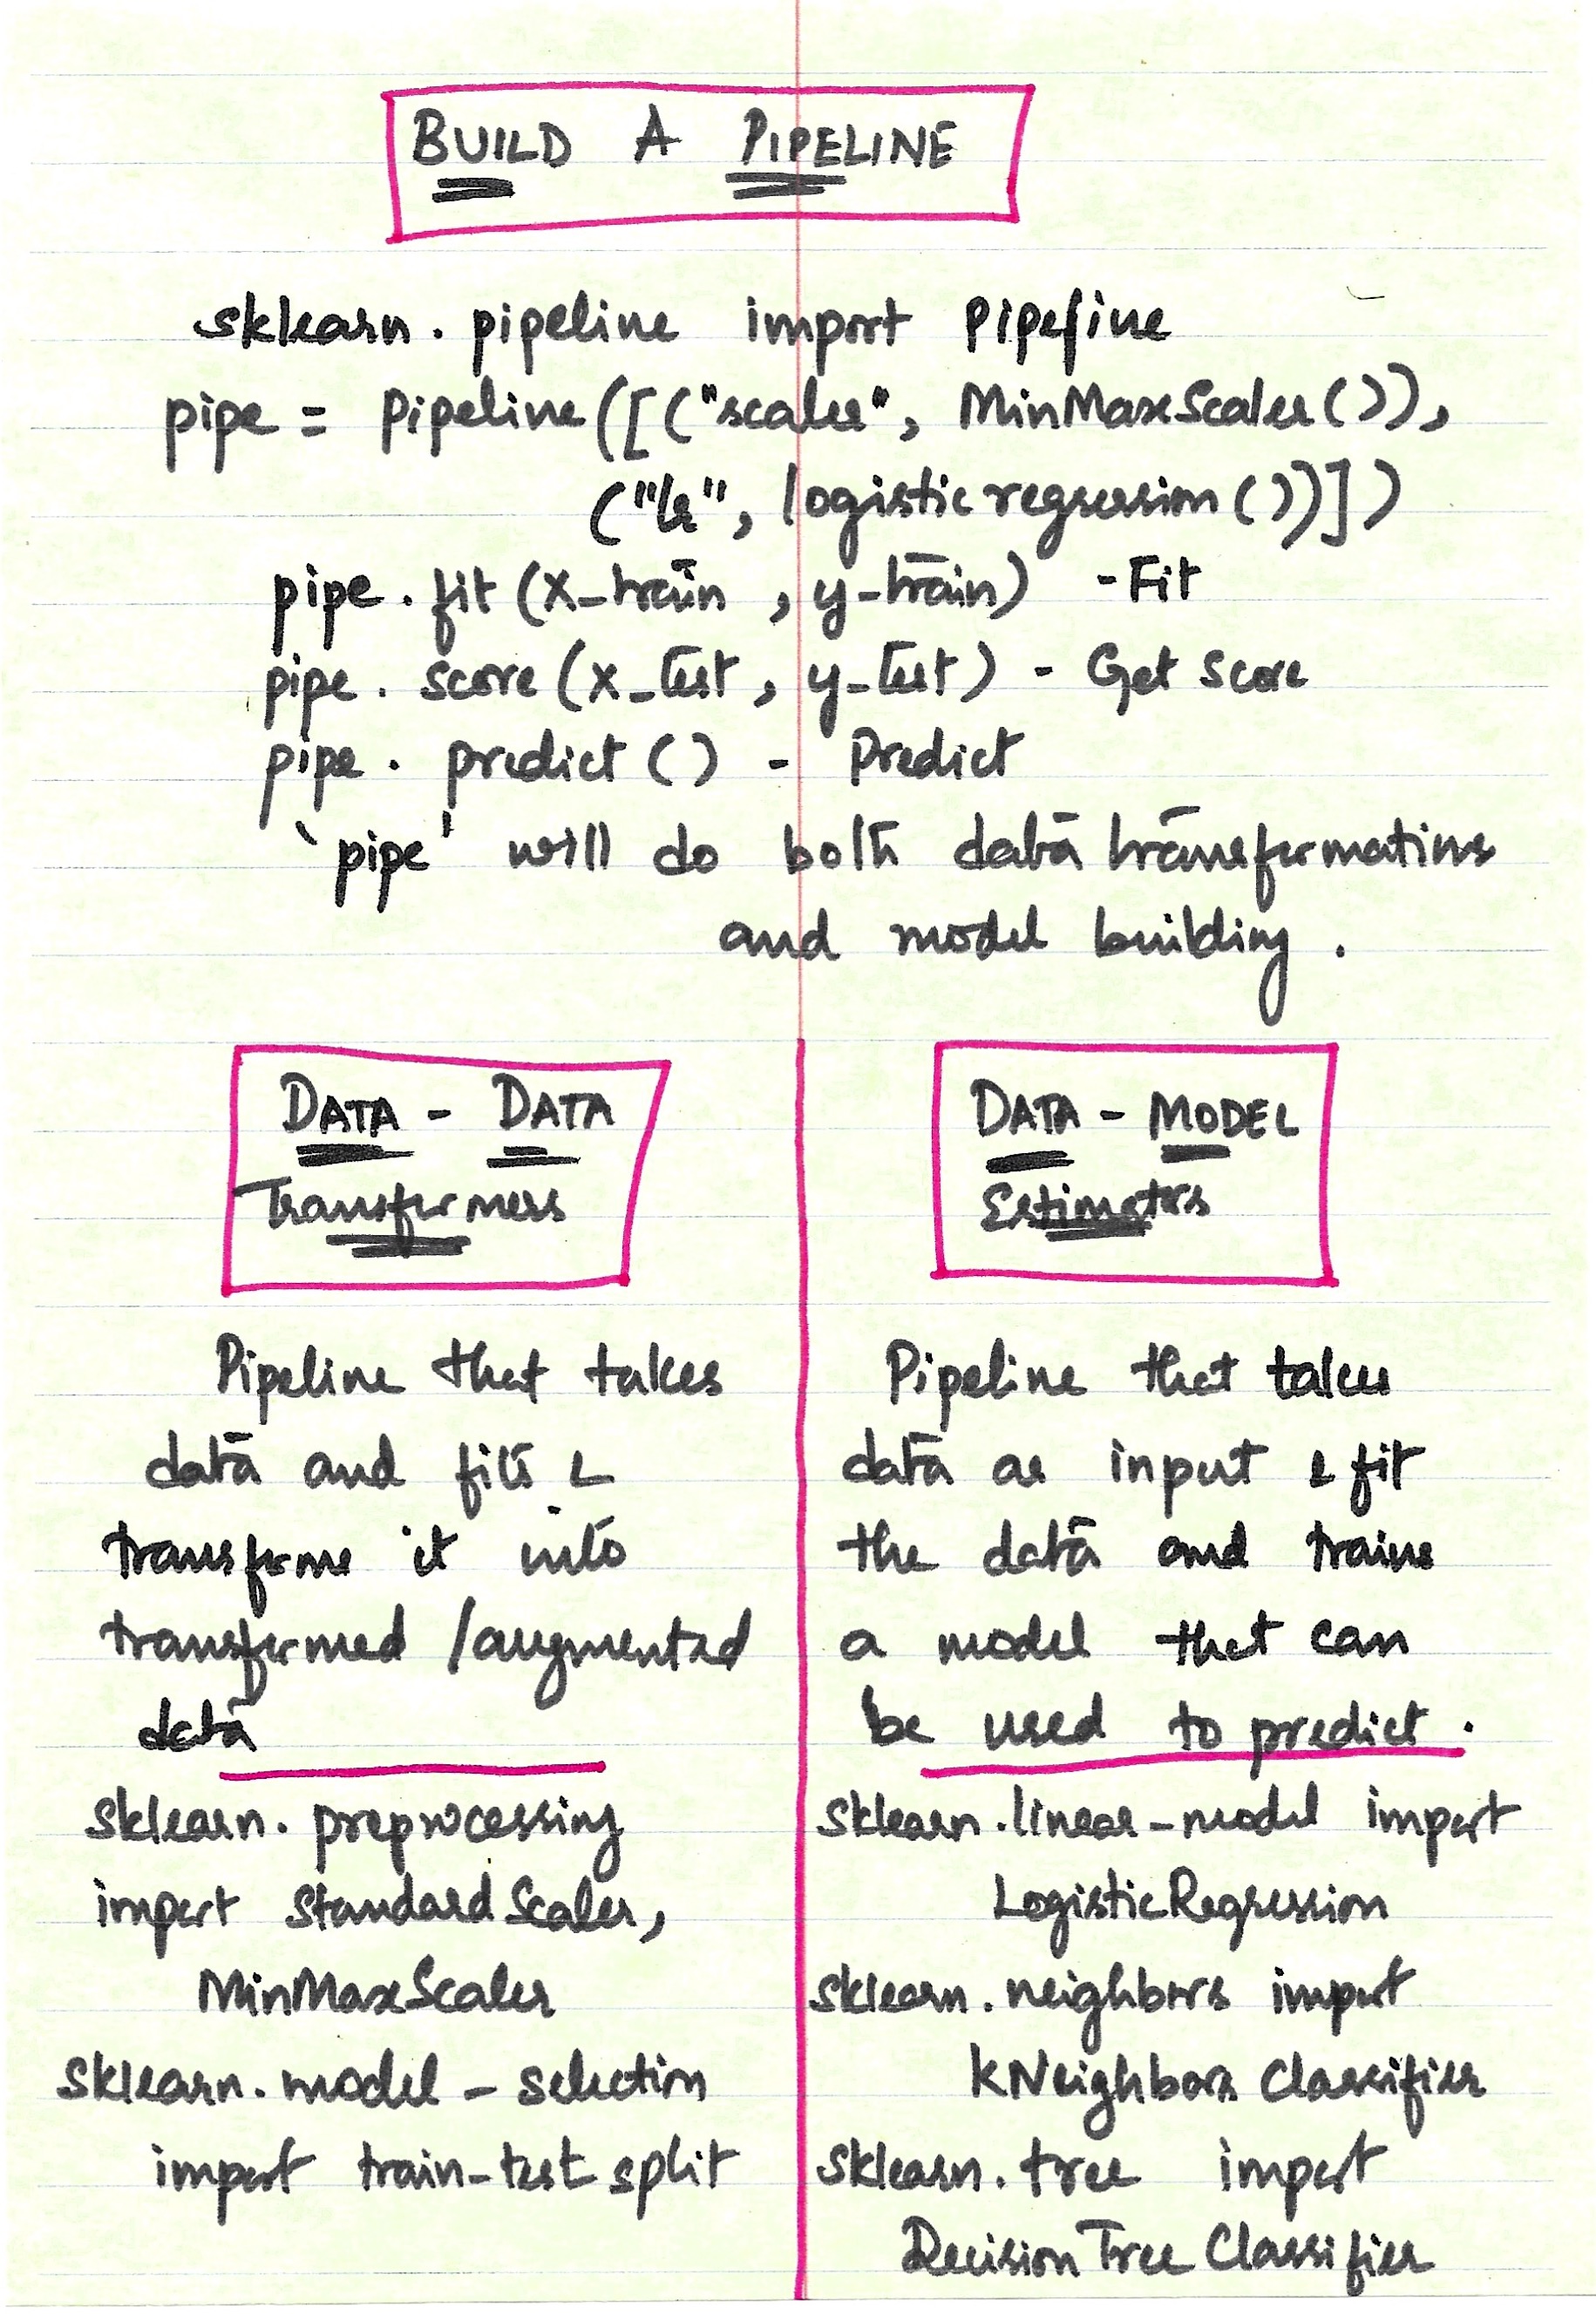 BUILD A PIPELINE
sklearn.pipeline import Pipeline
pipe = Pipeline([("scaler", MinMaxScaler()),
("lr", logisticregression())])
pipe.fit(X_train, y_train) - Fit
pipe.score(X_test, y_test) - Get Score
pipe.predict() - Predict
`pipe' will do both data transformations
and model building.
DATA - DATA
Transformers
Pipeline that takes
data and fits &
transforms it into
transformed/augmented
data
sklearn.preprocessing
import StandardScaler,
MinMaxScaler
sklearn.model-selection
import train-test split
DATA - MODEL
Estimators
Pipeline that takes
data as input & fit
the data and trains
a model that can
be used to predict.
sklearn.linear-model import
LogisticRegression
sklearn.neighbors import
KNeighbors Classifier
sklearn.tree import
DecisionTree Classifier